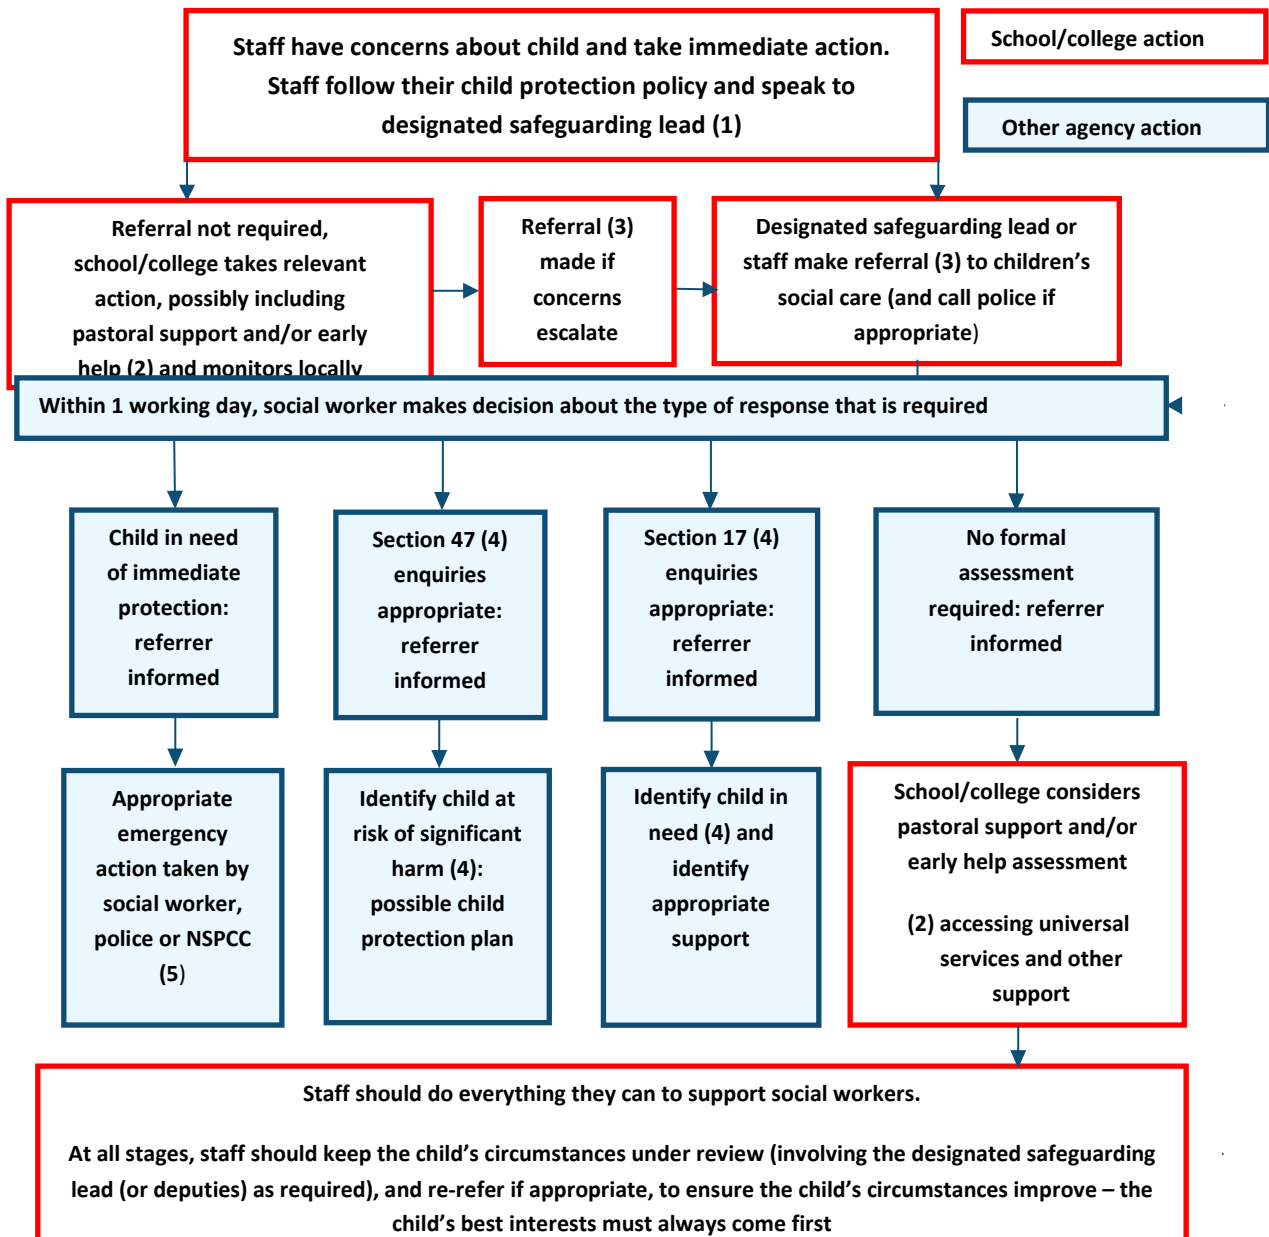 Staff have concerns about child and take immediate action.
Staff follow their child protection policy and speak to
designated safeguarding lead (1)
School/college action
Other agency action
Referral not required,
school/college takes relevant
action, possibly including
pastoral support and/or early
help (2) and monitors locally
Referral (3)
made if
concerns
escalate
Designated safeguarding lead or
staff make referral (3) to children’s
social care (and call police if
appropriate)
Within 1 working day, social worker makes decision about the type of response that is required
Child in need
of immediate
protection:
referrer
informed
Section 47 (4)
enquiries
appropriate:
referrer
informed
Section 17 (4)
enquiries
appropriate:
referrer
informed
No formal
assessment
required: referrer
informed
Appropriate
emergency
action taken by
social worker,
police or NSPCC
(5)
Identify child at
risk of significant
harm (4):
possible child
protection plan
Identify child in
need (4) and
identify
appropriate
support
School/college considers
pastoral support and/or
early help assessment
(2) accessing universal
services and other
support
Staff should do everything they can to support social workers.
At all stages, staff should keep the child’s circumstances under review (involving the designated safeguarding
lead (or deputies) as required), and re-refer if appropriate, to ensure the child’s circumstances improve – the
child’s best interests must always come first